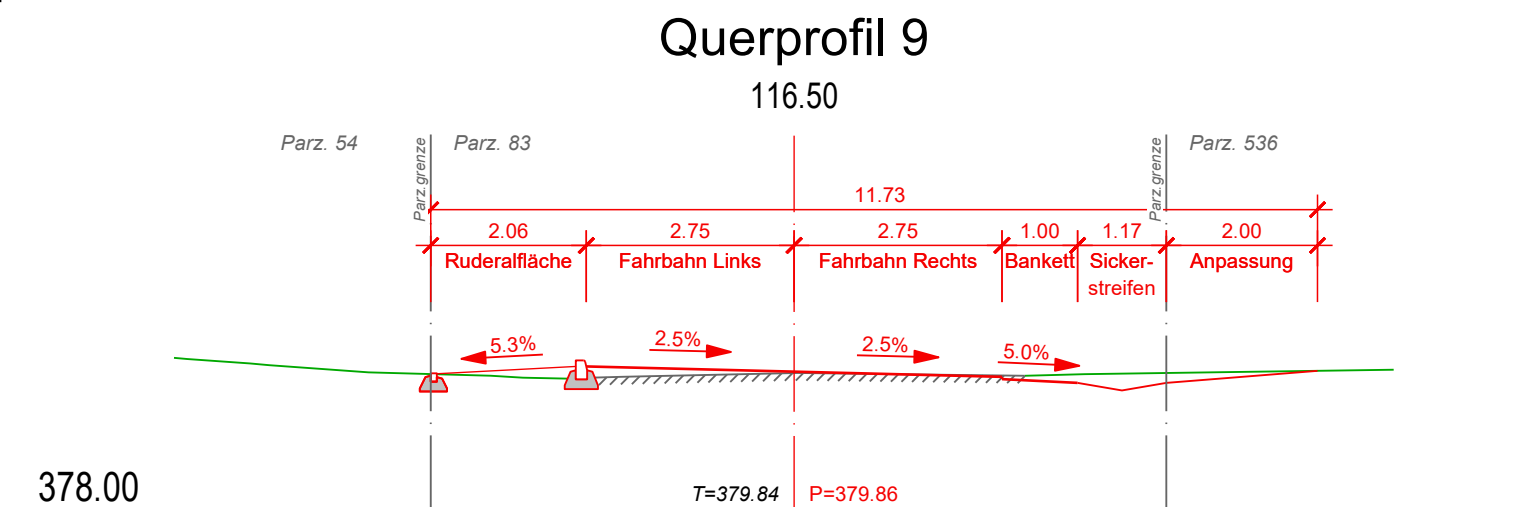 Querprofil 9
116.50
Parz. 54
Parz.grenze
Parz. 83
Parz.grenze
Parz. 536
11.73
2.06
2.75
2.75
1.00
1.17
2.00
Ruderalfläche
Fahrbahn Links
Fahrbahn Rechts
Bankett
Sicker-
streifen
Anpassung
5.3%
2.5%
2.5%
5.0%
378.00
T=379.84
P=379.86